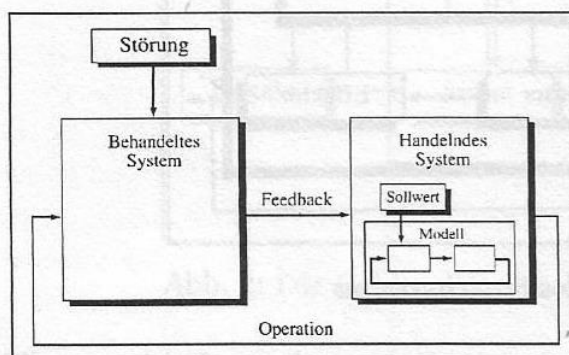 Störung
Behandeltes
System
Handelndes
System
Feedback
Sollwert
Modell
Operation